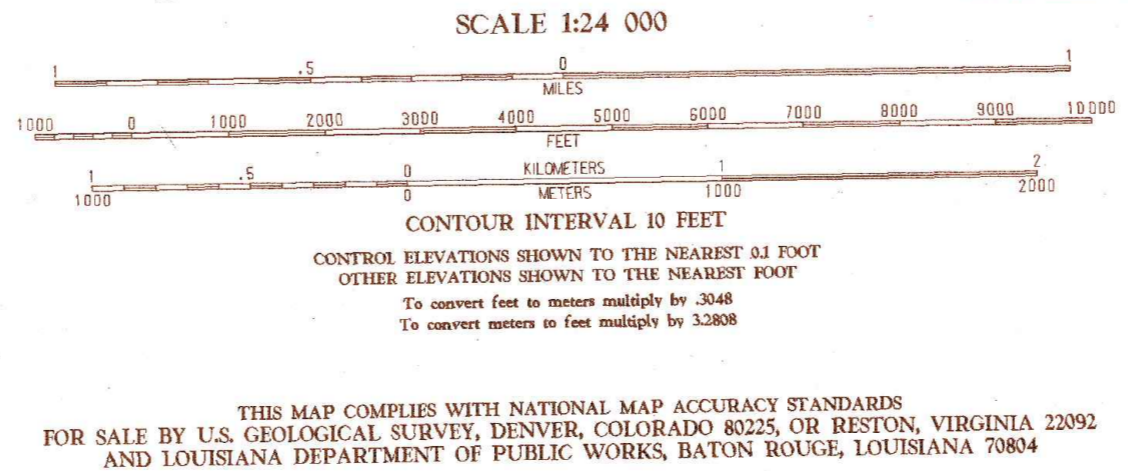 SCALE 1:24 000
1 .5 0 1
MILES
1000 0 1000 2000 3000 4000 5000 6000 7000 8000 9000 10000
FEET
1 .5 0 KILOMETERS 1 2
1000 0 METERS 1000 2000
CONTOUR INTERVAL 10 FEET
CONTROL ELEVATIONS SHOWN TO THE NEAREST 0.1 FOOT
OTHER ELEVATIONS SHOWN TO THE NEAREST FOOT
To convert feet to meters multiply by .3048
To convert meters to feet multiply by 3.2808
THIS MAP COMPLIES WITH NATIONAL MAP ACCURACY STANDARDS
FOR SALE BY U.S. GEOLOGICAL SURVEY, DENVER, COLORADO 80225, OR RESTON, VIRGINIA 22092
AND LOUISIANA DEPARTMENT OF PUBLIC WORKS, BATON ROUGE, LOUISIANA 70804